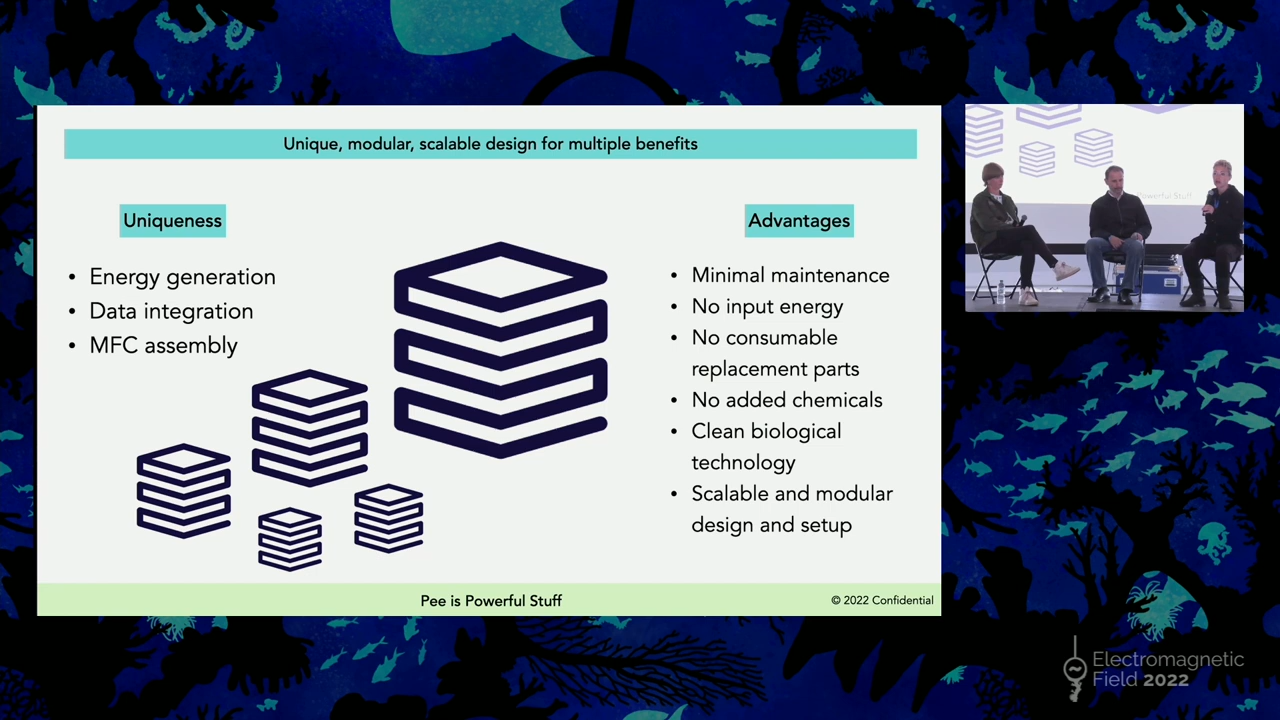 Unique, modular, scalable design for multiple benefits
Uniqueness
• Energy generation
• Data integration
• MFC assembly
Advantages
• Minimal maintenance
• No input energy
• No consumable
replacement parts
• No added chemicals
• Clean biological
technology
• Scalable and modular
design and setup
Pee is Powerful Stuff
© 2022 Confidential
Powerful Stuff
Electromagnetic
Field 2022